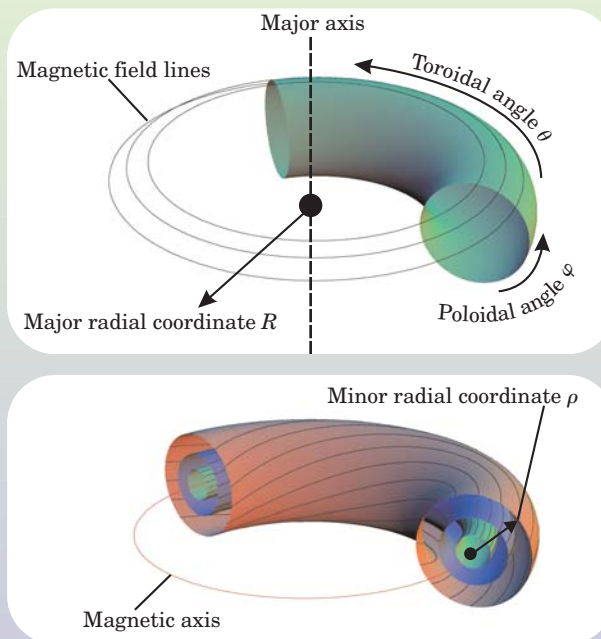 Major axis
Magnetic field lines
Toroidal angle θ
Major radial coordinate R
Poloidal angle φ
Minor radial coordinate ρ
Magnetic axis